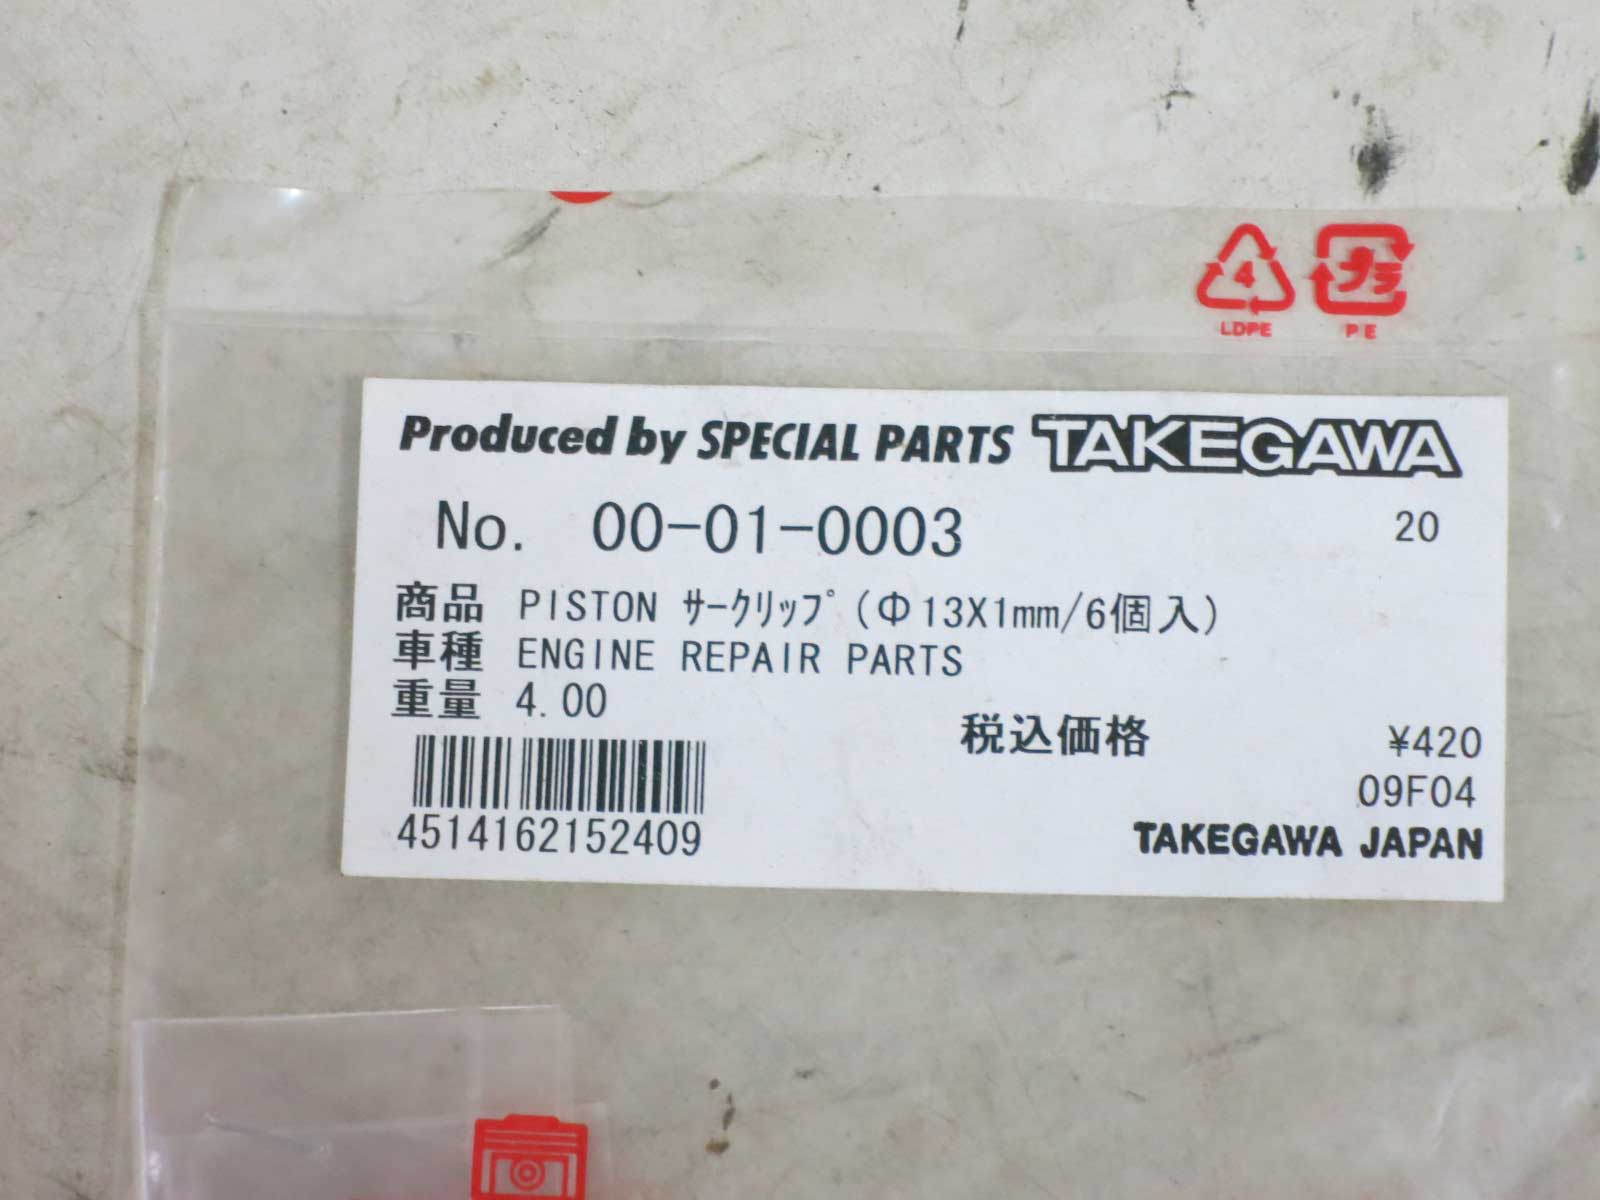 4
LDPE
プラ
PE
Produced by SPECIAL PARTS TAKEGAWA
No. 00-01-0003 20
商品 PISTON ｻｰｸﾘｯﾌﾟ(Φ13X1mm/6個入)
車種 ENGINE REPAIR PARTS
重量 4.00
税込価格 ¥420
09F04
4514162152409
TAKEGAWA JAPAN